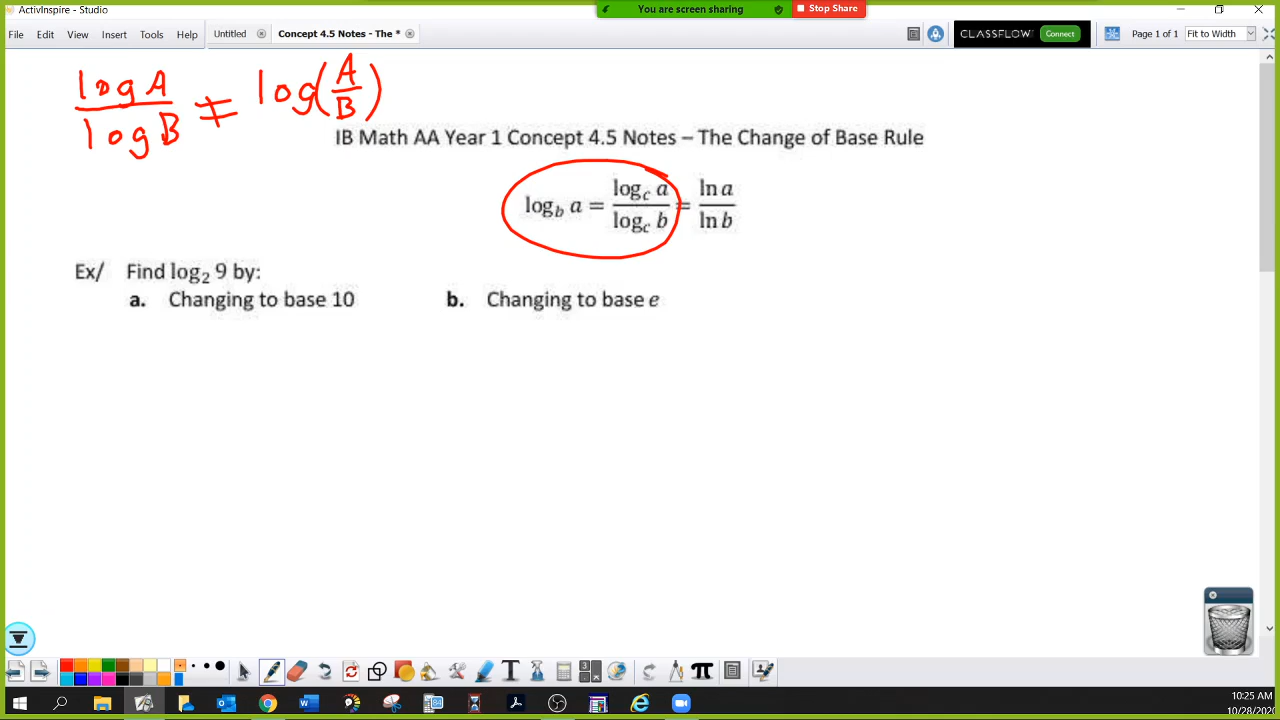 ActivInspire - Studio
You are screen sharing
Stop Share
File Edit View Insert Tools Help Untitled Concept 4.5 Notes - The * CLASSFLOW Connect Page 1 of 1 Fit to Width
log A / log B ≠ log(A/B)
IB Math AA Year 1 Concept 4.5 Notes – The Change of Base Rule
log_b a = log_c a / log_c b = ln a / ln b
Ex/ Find log₂ 9 by:
a. Changing to base 10 b. Changing to base e
10:25 AM
10/28/2020